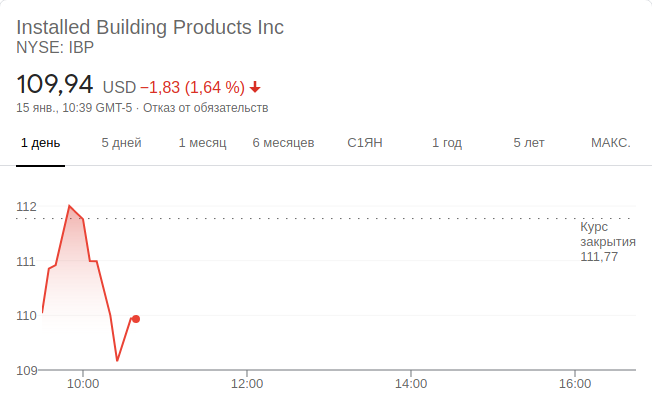 Installed Building Products Inc
NYSE: IBP
109,94 USD −1,83 (1,64 %)
15 янв., 10:39 GMT-5 · Отказ от обязательств
1 день 5 дней 1 месяц 6 месяцев С1ЯН 1 год 5 лет МАКС.
112
Курс
закрытия
111,77
111
110
109
10:00 12:00 14:00 16:00